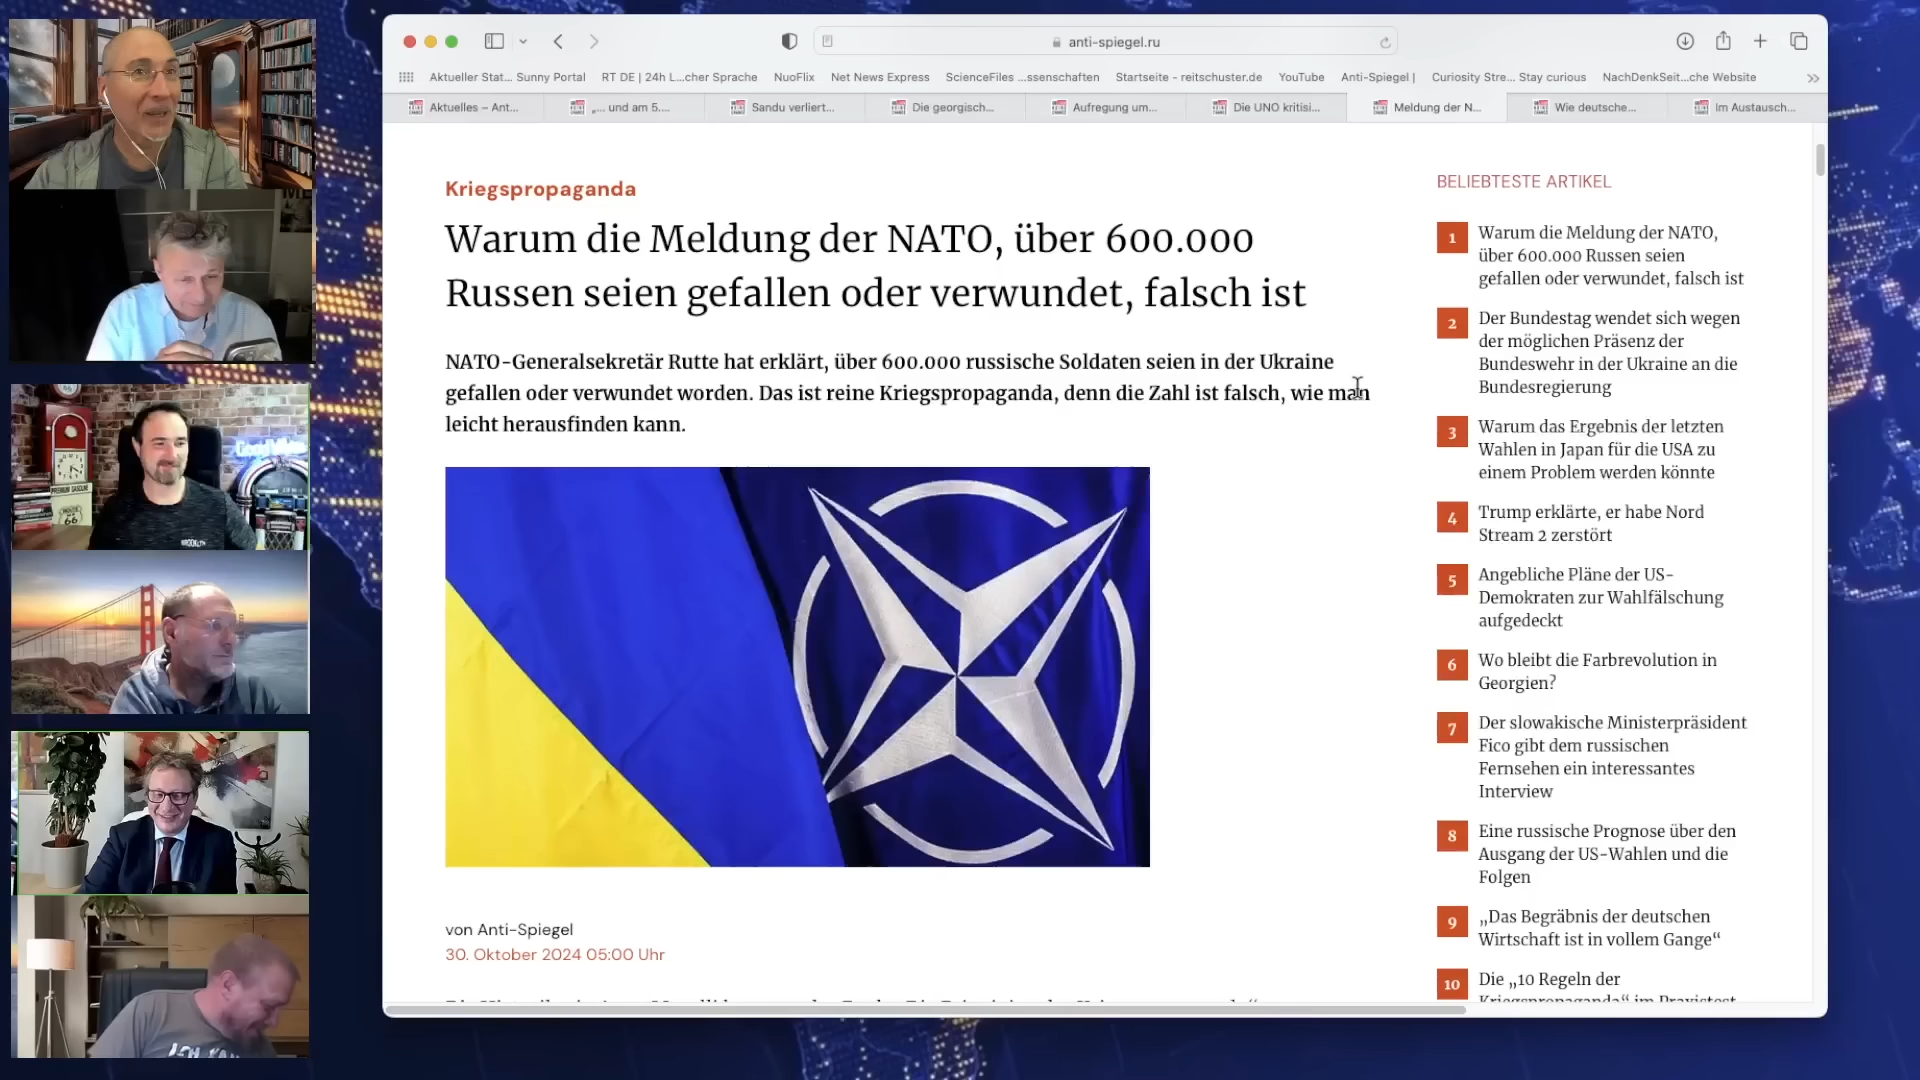 anti-spiegel.ru
Aktueller Stat... Sunny Portal
RT DE | 24h L...cher Sprache
NuoFlix
Net News Express
ScienceFiles ...ssenschaften
Startseite - reitschuster.de
YouTube
Anti-Spiegel |
Curiosity Stre... Stay curious
NachDenkSeit...che Website
Aktuelles – Ant...
„... und am 5....
Sandu verliert...
Die georgisch...
Aufregung um...
Die UNO kritisi...
Meldung der N...
Wie deutsche...
Im Austausch...
Kriegspropaganda
Warum die Meldung der NATO, über 600.000
Russen seien gefallen oder verwundet, falsch ist
NATO-Generalsekretär Rutte hat erklärt, über 600.000 russische Soldaten seien in der Ukraine
gefallen oder verwundet worden. Das ist reine Kriegspropaganda, denn die Zahl ist falsch, wie man
leicht herausfinden kann.
von Anti-Spiegel
30. Oktober 2024 05:00 Uhr
BELIEBTESTE ARTIKEL
1 Warum die Meldung der NATO,
über 600.000 Russen seien
gefallen oder verwundet, falsch ist
2 Der Bundestag wendet sich wegen
der möglichen Präsenz der
Bundeswehr in der Ukraine an die
Bundesregierung
3 Warum das Ergebnis der letzten
Wahlen in Japan für die USA zu
einem Problem werden könnte
4 Trump erklärte, er habe Nord
Stream 2 zerstört
5 Angebliche Pläne der US-
Demokraten zur Wahlfälschung
aufgedeckt
6 Wo bleibt die Farbrevolution in
Georgien?
7 Der slowakische Ministerpräsident
Fico gibt dem russischen
Fernsehen ein interessantes
Interview
8 Eine russische Prognose über den
Ausgang der US-Wahlen und die
Folgen
9 „Das Begräbnis der deutschen
Wirtschaft ist in vollem Gange“
10 Die „10 Regeln der
Kriegspropaganda“ im Praxistest
PREMIUM GASOLINE
66
BROOKLYN